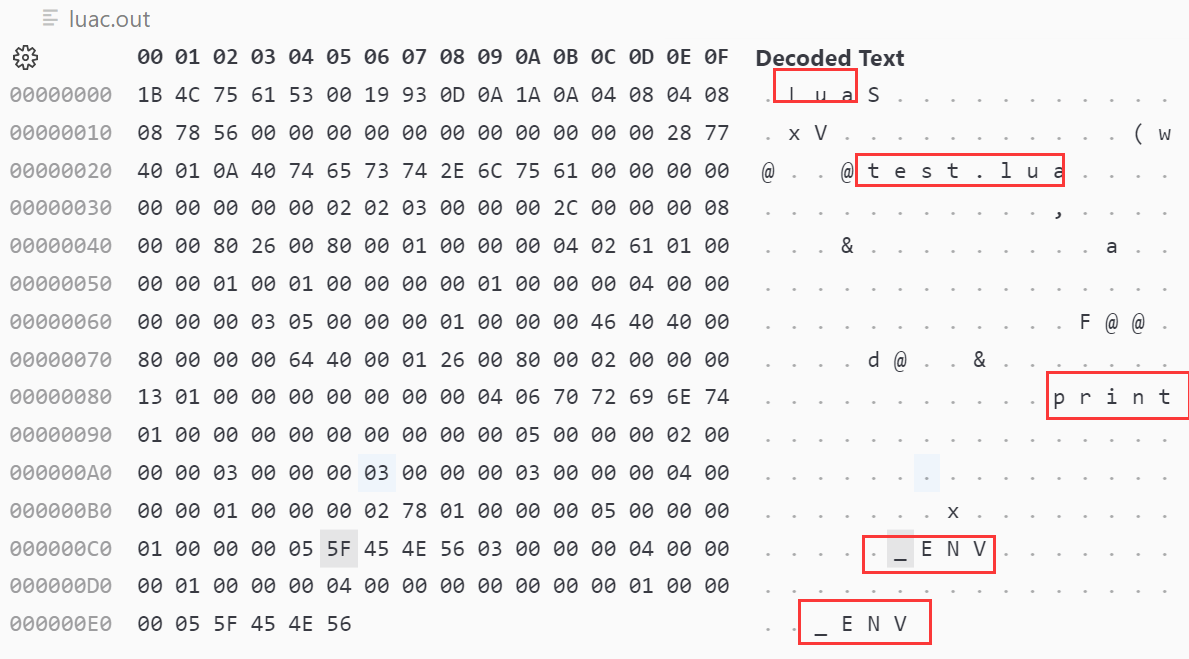 luac.out
00 01 02 03 04 05 06 07 08 09 0A 0B 0C 0D 0E 0F Decoded Text
00000000 1B 4C 75 61 53 00 19 93 0D 0A 1A 0A 04 08 04 08 . L u a S . . . . . . . . . . .
00000010 08 78 56 00 00 00 00 00 00 00 00 00 00 00 28 77 . x V . . . . . . . . . . . ( w
00000020 40 01 0A 40 74 65 73 74 2E 6C 75 61 00 00 00 00 @ . . @ t e s t . l u a . . . .
00000030 00 00 00 00 00 02 02 03 00 00 00 2C 00 00 00 08 . . . . . . . . . . . , . . . .
00000040 00 00 80 26 00 80 00 01 00 00 00 04 02 61 01 00 . . . & . . . . . . . . . a . .
00000050 00 00 01 00 01 00 00 00 00 01 00 00 00 04 00 00 . . . . . . . . . . . . . . . .
00000060 00 00 00 03 05 00 00 00 01 00 00 00 46 40 40 00 . . . . . . . . . . . . F @ @ .
00000070 80 00 00 00 64 40 00 01 26 00 80 00 02 00 00 00 . . . . d @ . . & . . . . . . .
00000080 13 01 00 00 00 00 00 00 00 04 06 70 72 69 6E 74 . . . . . . . . . . . p r i n t
00000090 01 00 00 00 00 00 00 00 00 00 05 00 00 00 02 00 . . . . . . . . . . . . . . . .
000000A0 00 00 03 00 00 00 03 00 00 00 03 00 00 00 04 00 . . . . . . . . . . . . . . . .
000000B0 00 00 01 00 00 00 02 78 01 00 00 00 05 00 00 00 . . . . . . . x . . . . . . . .
000000C0 01 00 00 00 05 5F 45 4E 56 03 00 00 00 04 00 00 . . . . . _ E N V . . . . . . .
000000D0 00 01 00 00 00 04 00 00 00 00 00 00 00 01 00 00 . . . . . . . . . . . . . . . .
000000E0 00 05 5F 45 4E 56 . . _ E N V